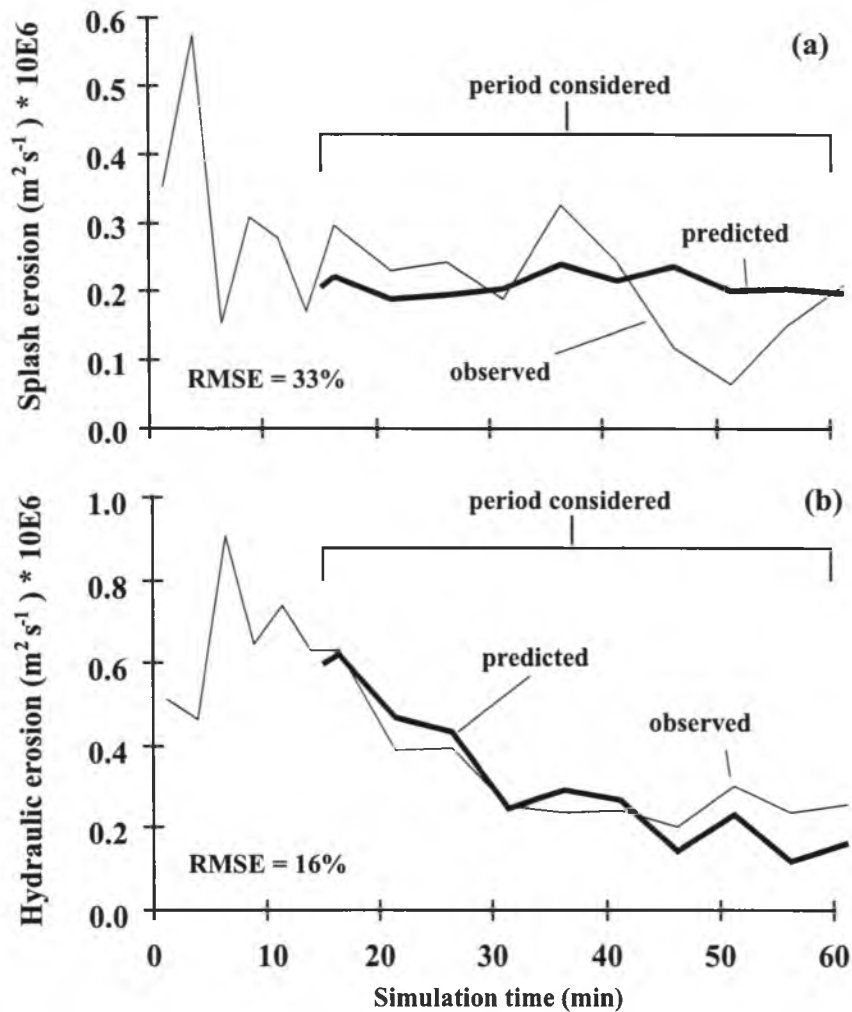 (a)
Splash erosion (m² s⁻¹ ) * 10E6
0.6
0.5
0.4
0.3
0.2
0.1
0.0
period considered
predicted
observed
RMSE = 33%
(b)
Hydraulic erosion (m² s⁻¹ ) * 10E6
1.0
0.8
0.6
0.4
0.2
0.0
period considered
predicted
observed
RMSE = 16%
0 10 20 30 40 50 60
Simulation time (min)